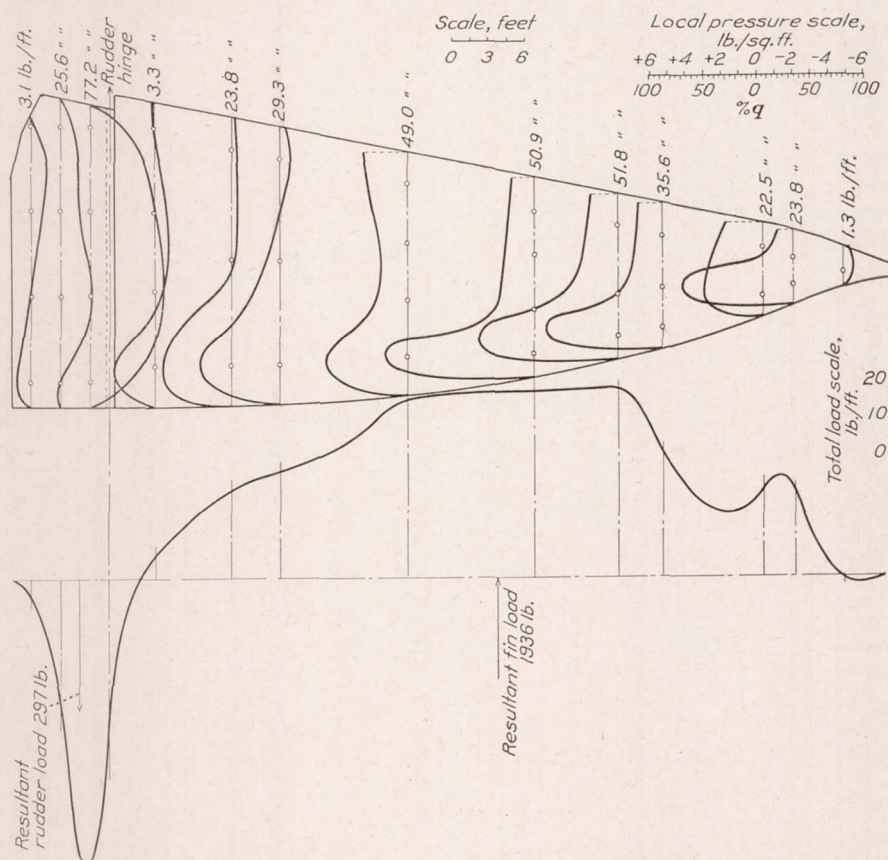 Scale, feet
0 3 6
Local pressure scale,
lb./sq.ft.
+6 +4 +2 0 -2 -4 -6
100 50 0 50 100
%q
3.1 lb./ft.
25.6 " "
77.2 " "
Rudder
hinge
3.3 " "
23.8 " "
29.3 " "
49.0 " "
50.9 " "
51.8 " "
35.6 " "
22.5 " "
23.8 " "
1.3 lb./ft.
Total load scale,
lb./ft.
20
10
0
Resultant
rudder load 297 lb.
Resultant fin load
1936 lb.